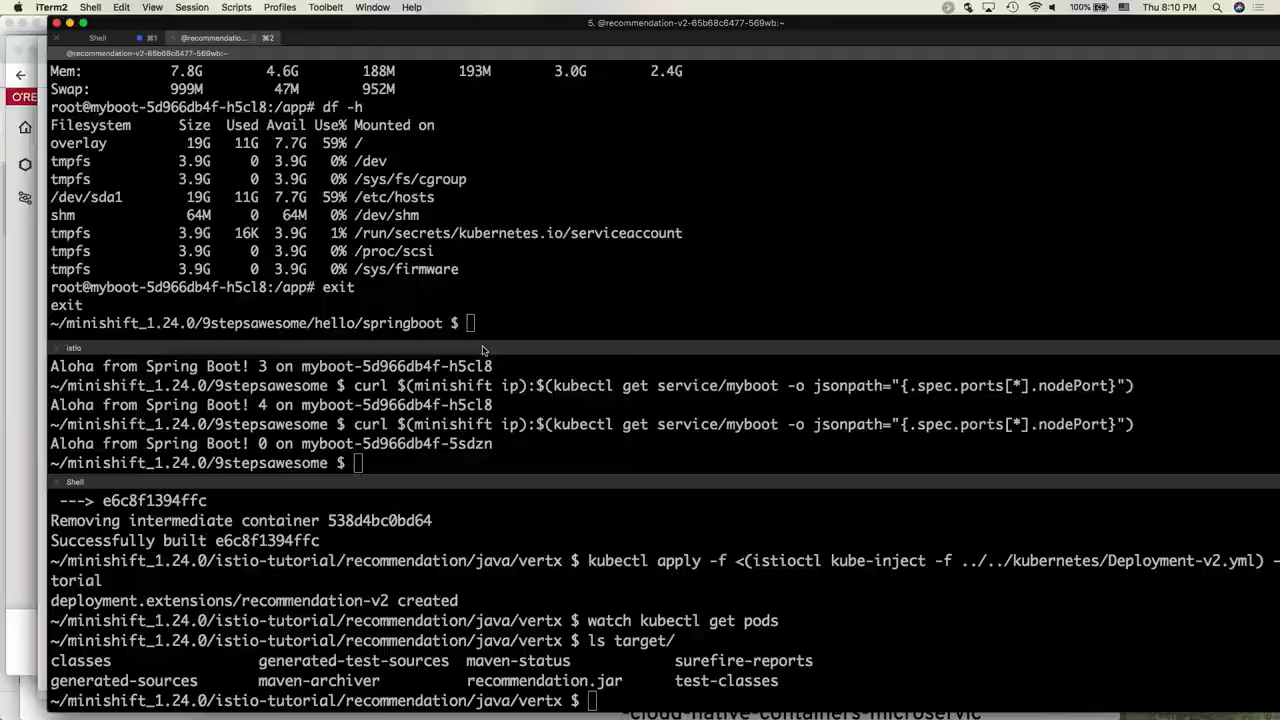 iTerm2 Shell Edit View Session Scripts Profiles Toolbelt Window Help 100% Thu 8:10 PM
5. @recommendation-v2-65b68c6477-569wb:~
Shell ⌘1 @recommendatio... ⌘2
@recommendation-v2-65b68c6477-569wb:~
Mem: 7.8G 4.6G 188M 193M 3.0G 2.4G
Swap: 999M 47M 952M
root@myboot-5d966db4f-h5cl8:/app# df -h
Filesystem Size Used Avail Use% Mounted on
overlay 19G 11G 7.7G 59% /
tmpfs 3.9G 0 3.9G 0% /dev
tmpfs 3.9G 0 3.9G 0% /sys/fs/cgroup
/dev/sda1 19G 11G 7.7G 59% /etc/hosts
shm 64M 0 64M 0% /dev/shm
tmpfs 3.9G 16K 3.9G 1% /run/secrets/kubernetes.io/serviceaccount
tmpfs 3.9G 0 3.9G 0% /proc/scsi
tmpfs 3.9G 0 3.9G 0% /sys/firmware
root@myboot-5d966db4f-h5cl8:/app# exit
exit
~/minishift_1.24.0/9stepsawesome/hello/springboot $
istio
Aloha from Spring Boot! 3 on myboot-5d966db4f-h5cl8
~/minishift_1.24.0/9stepsawesome $ curl $(minishift ip):$(kubectl get service/myboot -o jsonpath="{.spec.ports[*].nodePort}")
Aloha from Spring Boot! 4 on myboot-5d966db4f-h5cl8
~/minishift_1.24.0/9stepsawesome $ curl $(minishift ip):$(kubectl get service/myboot -o jsonpath="{.spec.ports[*].nodePort}")
Aloha from Spring Boot! 0 on myboot-5d966db4f-5sdzn
~/minishift_1.24.0/9stepsawesome $
Shell
---> e6c8f1394ffc
Removing intermediate container 538d4bc0bd64
Successfully built e6c8f1394ffc
~/minishift_1.24.0/istio-tutorial/recommendation/java/vertx $ kubectl apply -f <(istioctl kube-inject -f ../../kubernetes/Deployment-v2.yml) -
torial
deployment.extensions/recommendation-v2 created
~/minishift_1.24.0/istio-tutorial/recommendation/java/vertx $ watch kubectl get pods
~/minishift_1.24.0/istio-tutorial/recommendation/java/vertx $ ls target/
classes generated-test-sources maven-status surefire-reports
generated-sources maven-archiver recommendation.jar test-classes
~/minishift_1.24.0/istio-tutorial/recommendation/java/vertx $
O'RE
-cloud-native-containers-microservic